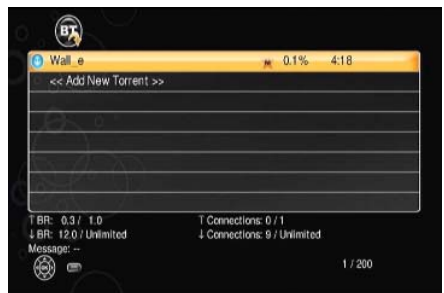 BT
Wall_e 0.1% 4:18
<< Add New Torrent >>
↑ BR: 0.3 / 1.0 ↑ Connections: 0 / 1
↓ BR: 12.0 / Unlimited ↓ Connections: 9 / Unlimited
Message: --
1 / 200